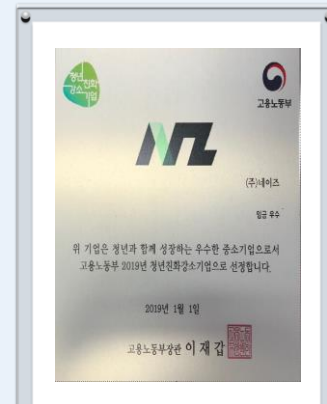 청년친화
강소기업
고용노동부
NZ
(주)네이즈
임금 우수
위 기업은 청년과 함께 성장하는 우수한 중소기업으로서
고용노동부 2019년 청년친화강소기업으로 선정합니다.
2019년 1월 1일
고용노동부장관 이재갑